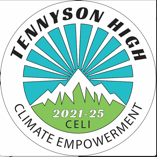 TENNYSON HIGH
2021-25
CELI
CLIMATE EMPOWERMENT